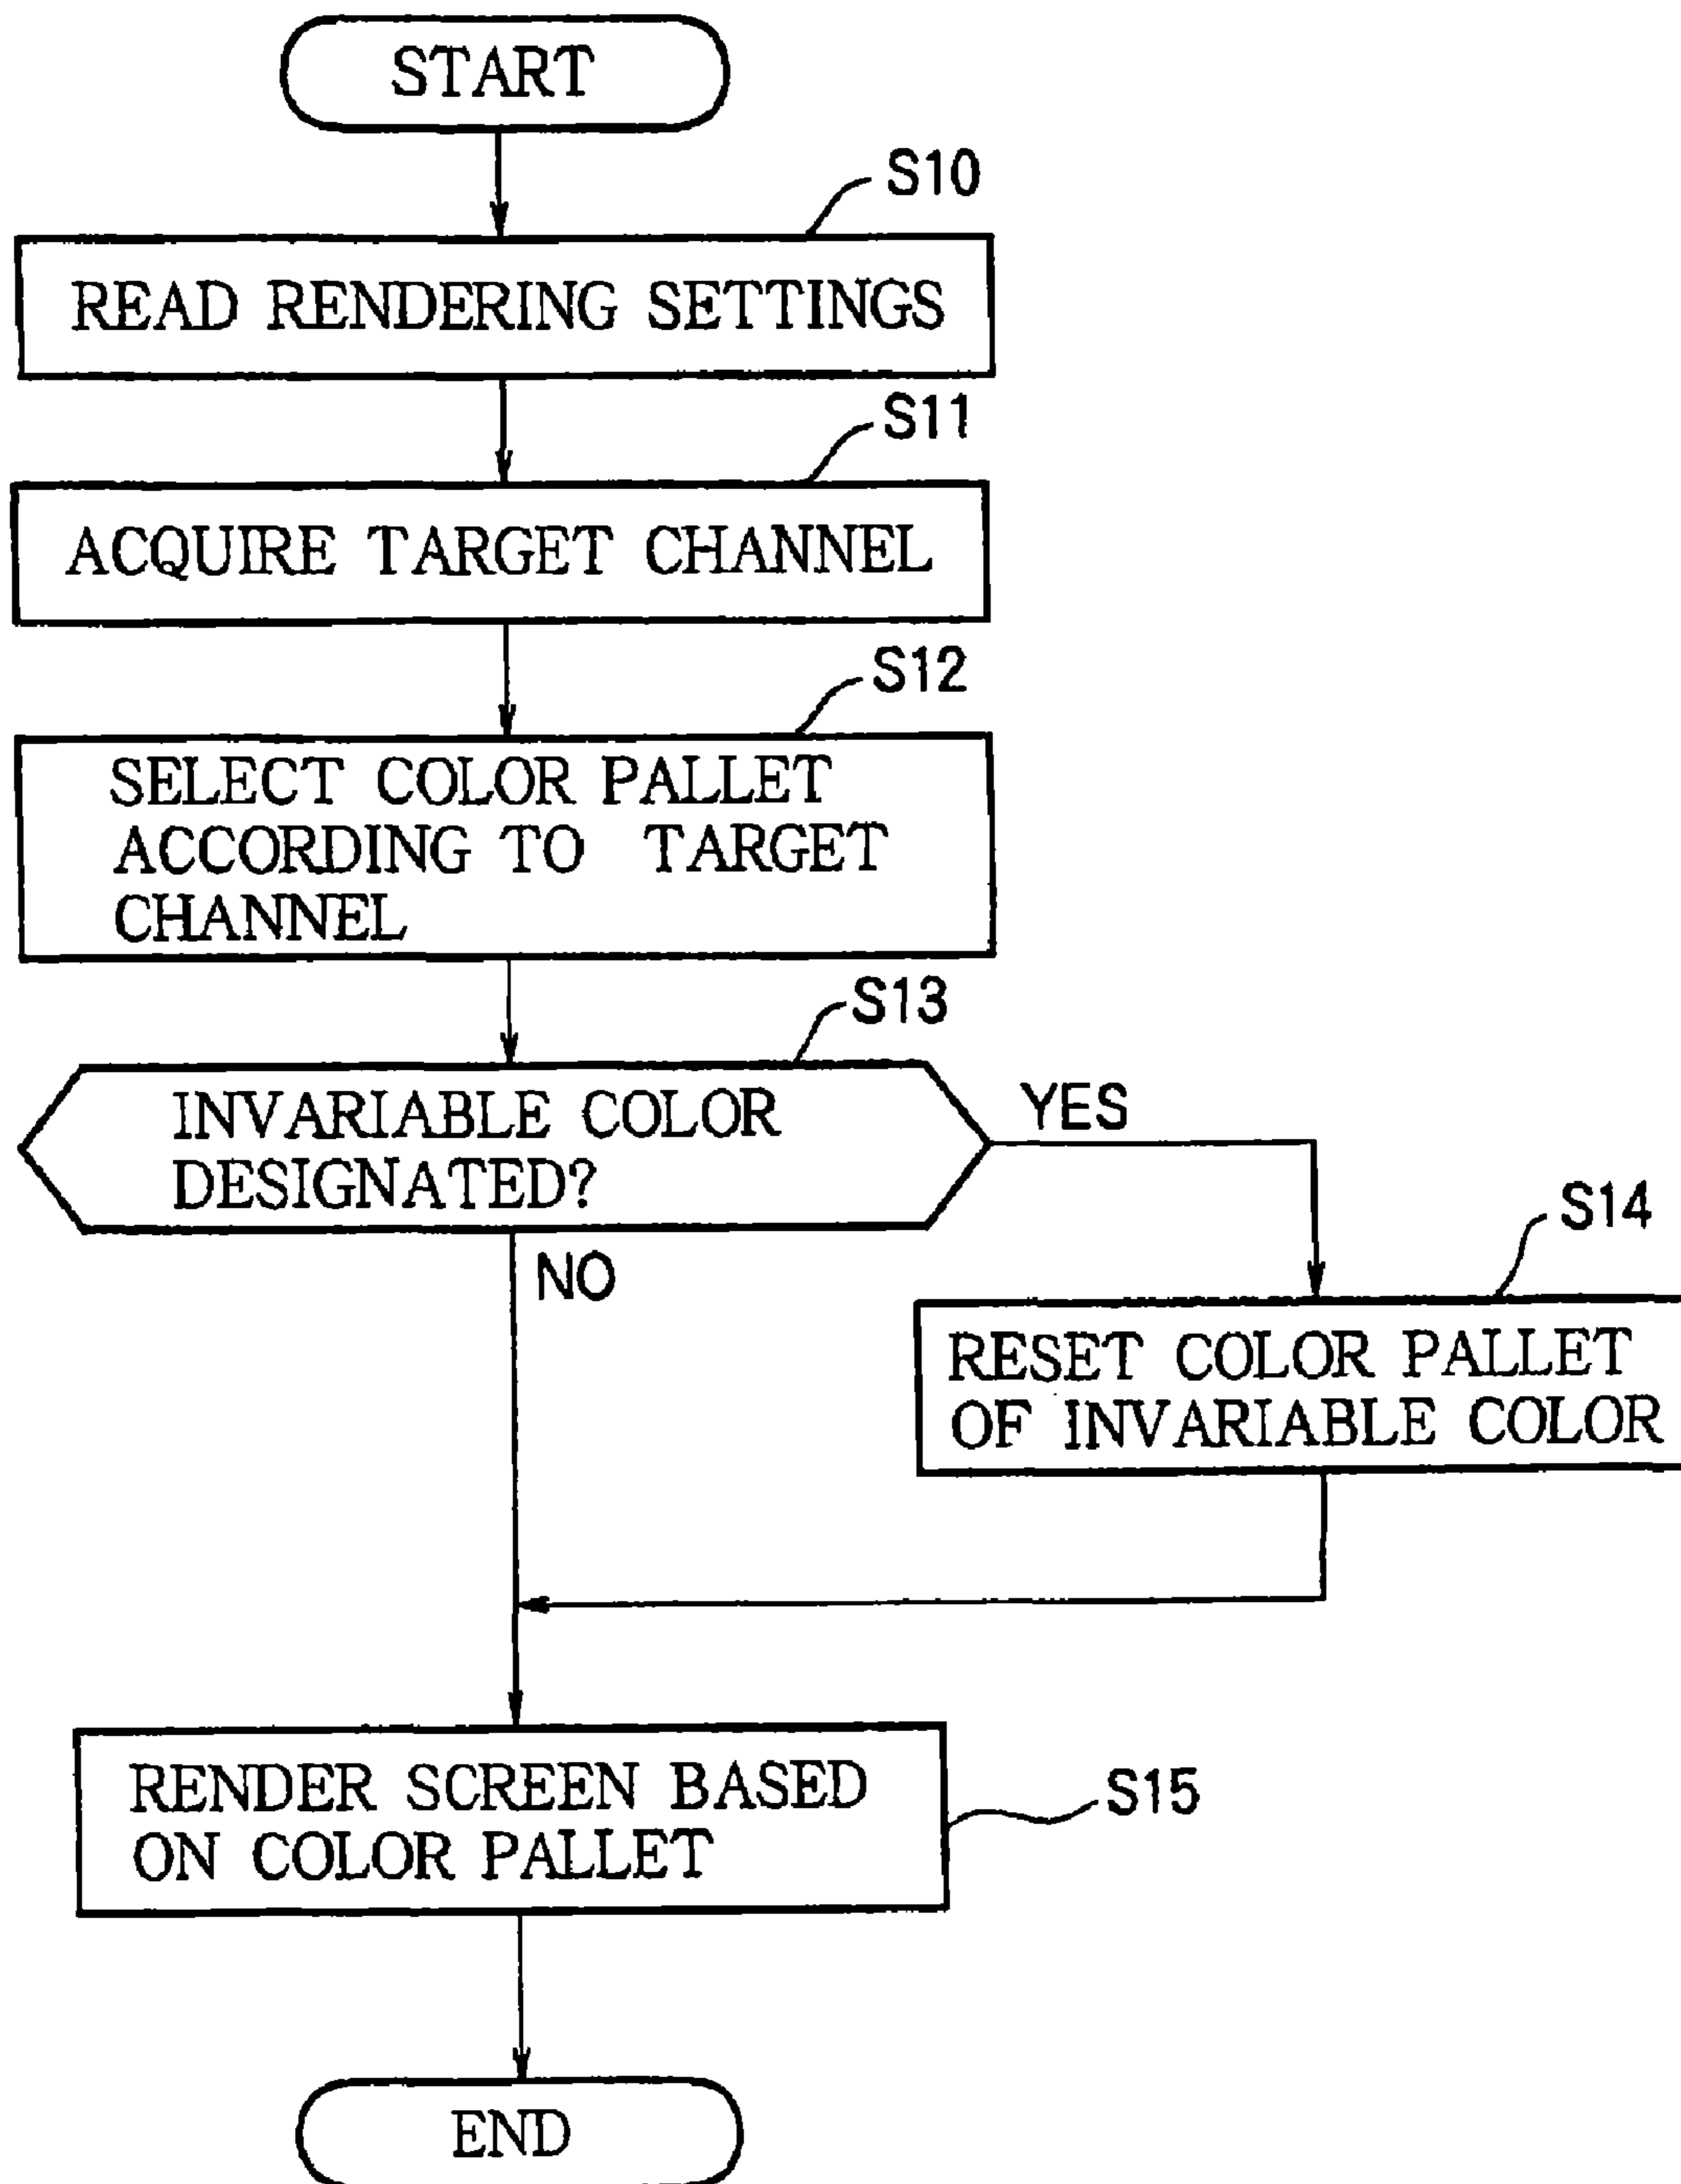 START
S10
READ RENDERING SETTINGS
S11
ACQUIRE TARGET CHANNEL
S12
SELECT COLOR PALLET
ACCORDING TO TARGET
CHANNEL
S13
INVARIABLE COLOR
DESIGNATED?
YES
NO
S14
RESET COLOR PALLET
OF INVARIABLE COLOR
RENDER SCREEN BASED
ON COLOR PALLET
S15
END